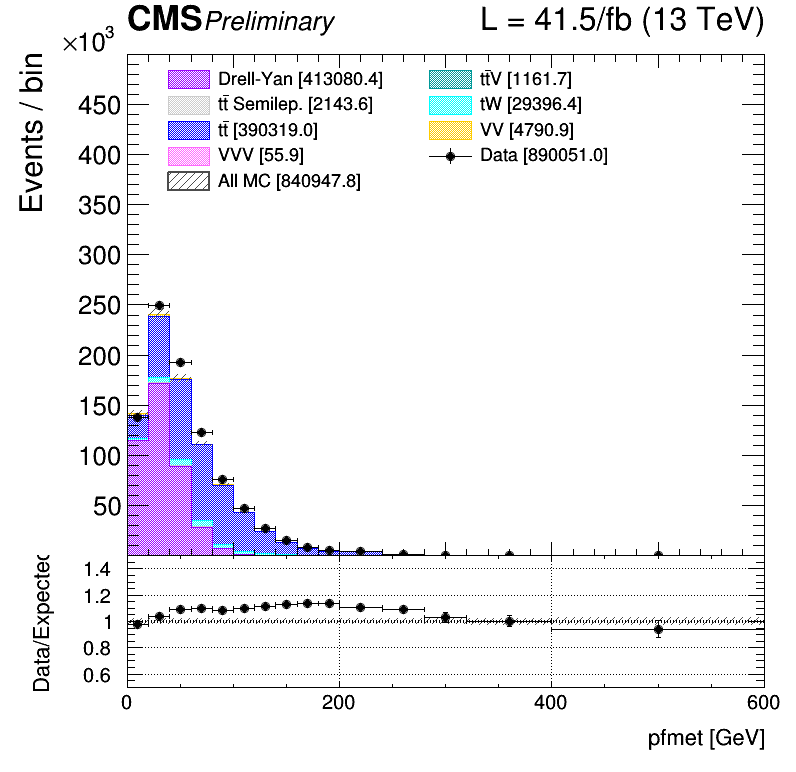 CMS Preliminary L = 41.5/fb (13 TeV)
×10³
Events / bin
Drell-Yan [413080.4]
tt̄ Semilep. [2143.6]
tt̄ [390319.0]
VVV [55.9]
All MC [840947.8]
tt̄V [1161.7]
tW [29396.4]
VV [4790.9]
Data [890051.0]
450
400
350
300
250
200
150
100
50
Data/Expected
1.4
1.2
1
0.8
0.6
0 200 400 600
pfmet [GeV]